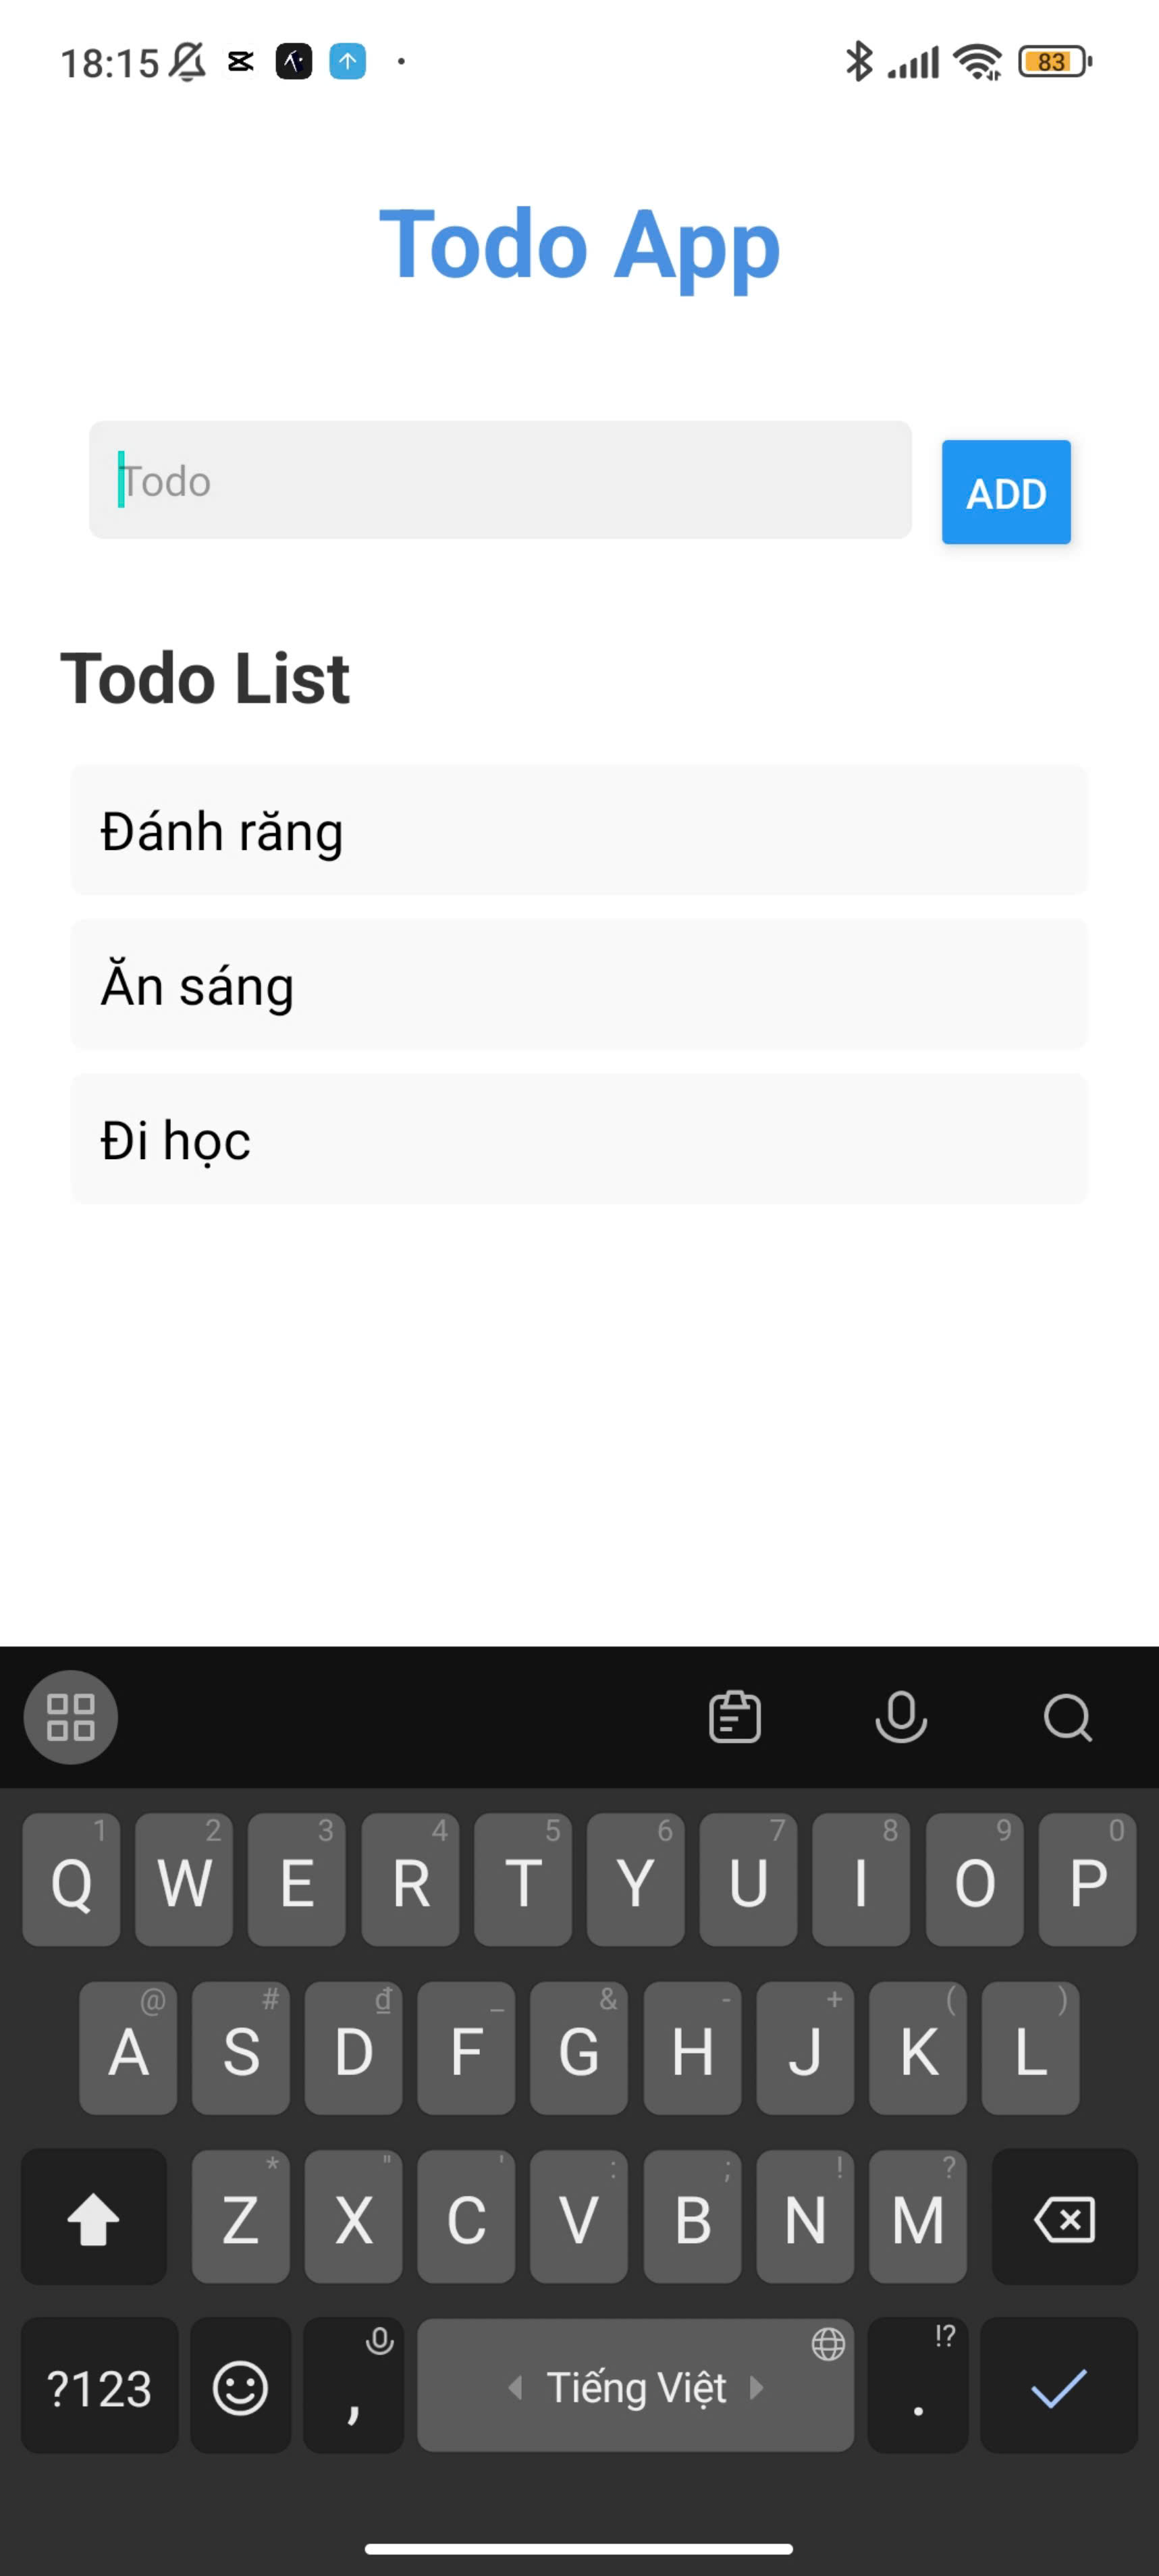 18:15
83
Todo App
Todo
ADD
Todo List
Đánh răng
Ăn sáng
Đi học
1 2 3 4 5 6 7 8 9 0
Q W E R T Y U I O P
@ # đ _ & - + ( )
A S D F G H J K L
* " ' : ; ! ?
Z X C V B N M
!?
?123 , Tiếng Việt .